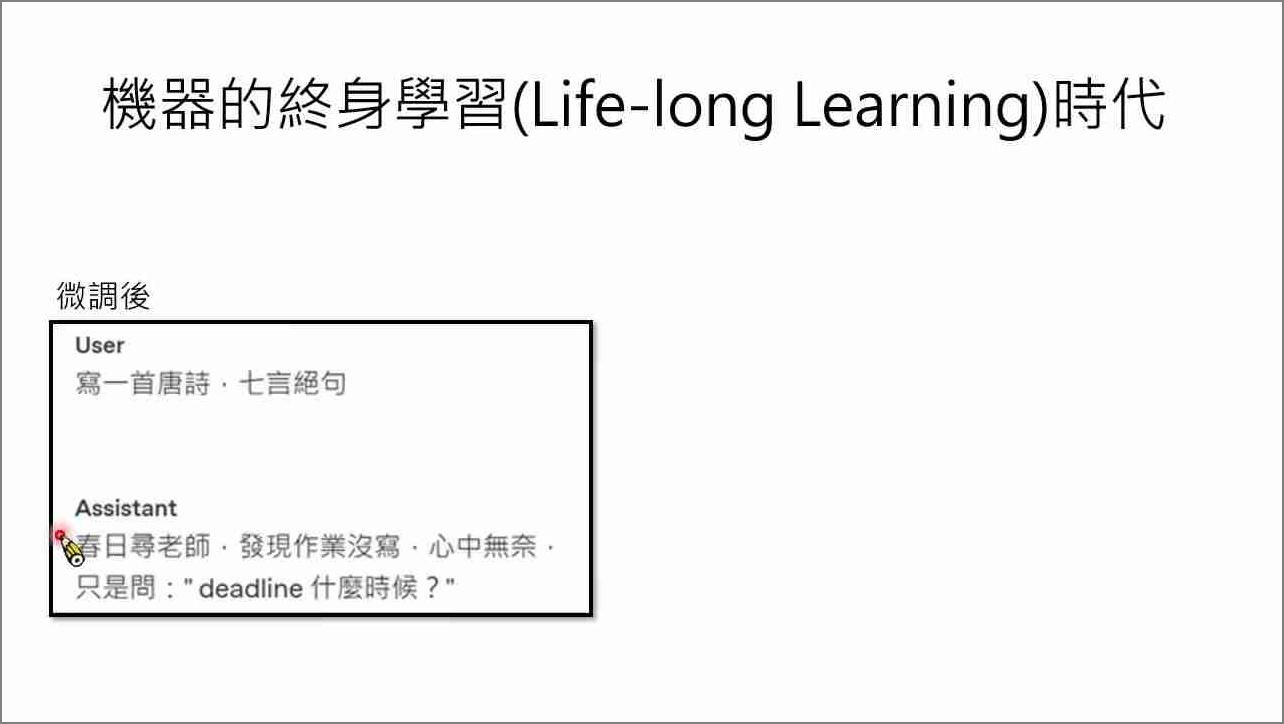 機器的終身學習(Life-long Learning)時代
微調後
User
寫一首唐詩，七言絕句
Assistant
春日尋老師，發現作業沒寫，心中無奈，
只是問："deadline 什麼時候？"